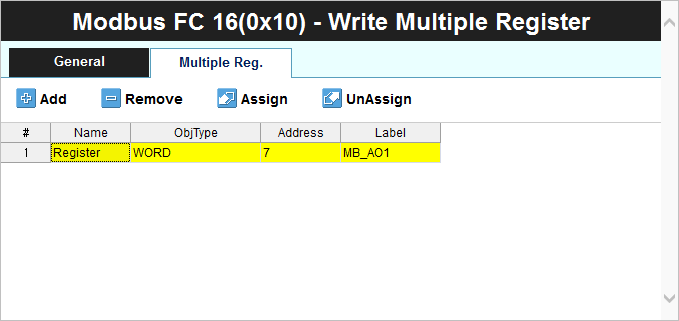 Modbus FC 16(0x10) - Write Multiple Register
General Multiple Reg.
Add Remove Assign UnAssign
# Name ObjType Address Label
1 Register WORD 7 MB_AO1